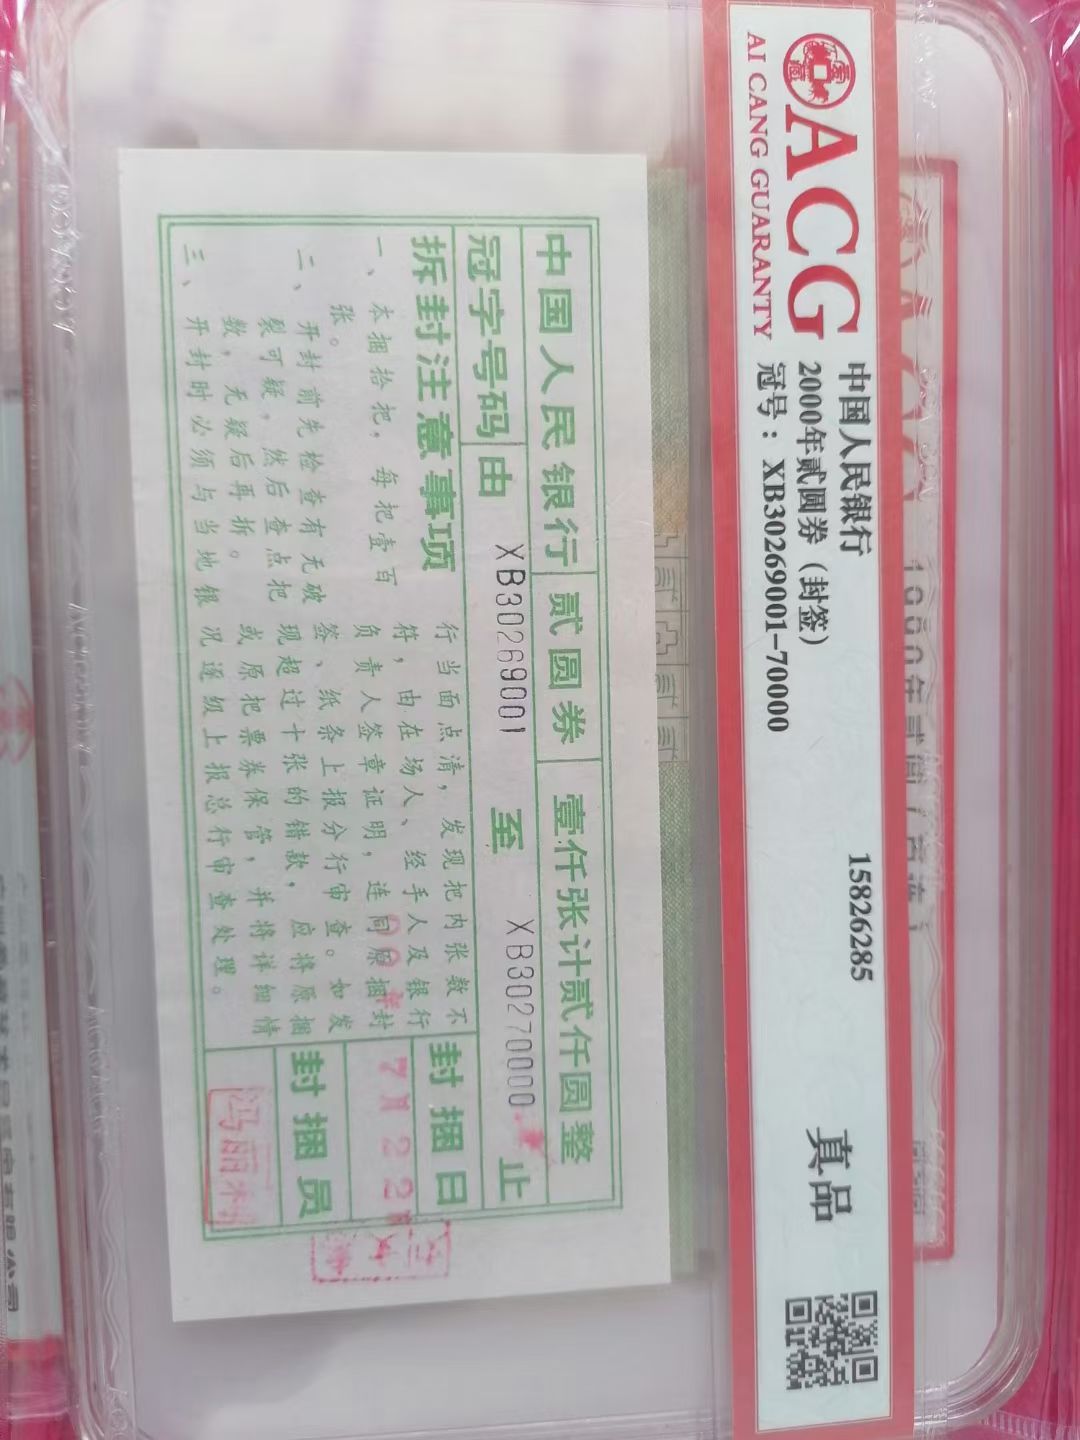 ACG
AI CANG GUARANTY
中国人民银行
2000年贰圆券（封签）
冠号：XB30269001-70000
15826285
真品
中国人民银行 贰圆券 壹仟张计贰仟圆整
冠字号码 由 XB30269001 至 XB30270000 止
拆封注意事项
一、本捆拾把，每把壹百
张。
二、开封前先检查有无破
裂可疑，然后查点把
数，无疑后再拆。
三、开封时必须与当地银
行当面点清，发现把内张数不
符，由在场人、经手人及银行
负责人签章证明，连同原捆封
签、纸条上报分行审查。如发
现超过十张的错款，应将原捆
或原把票券保管，并将详细情
况逐级上报总行审查处理。
封捆日
7月22日
封捆员